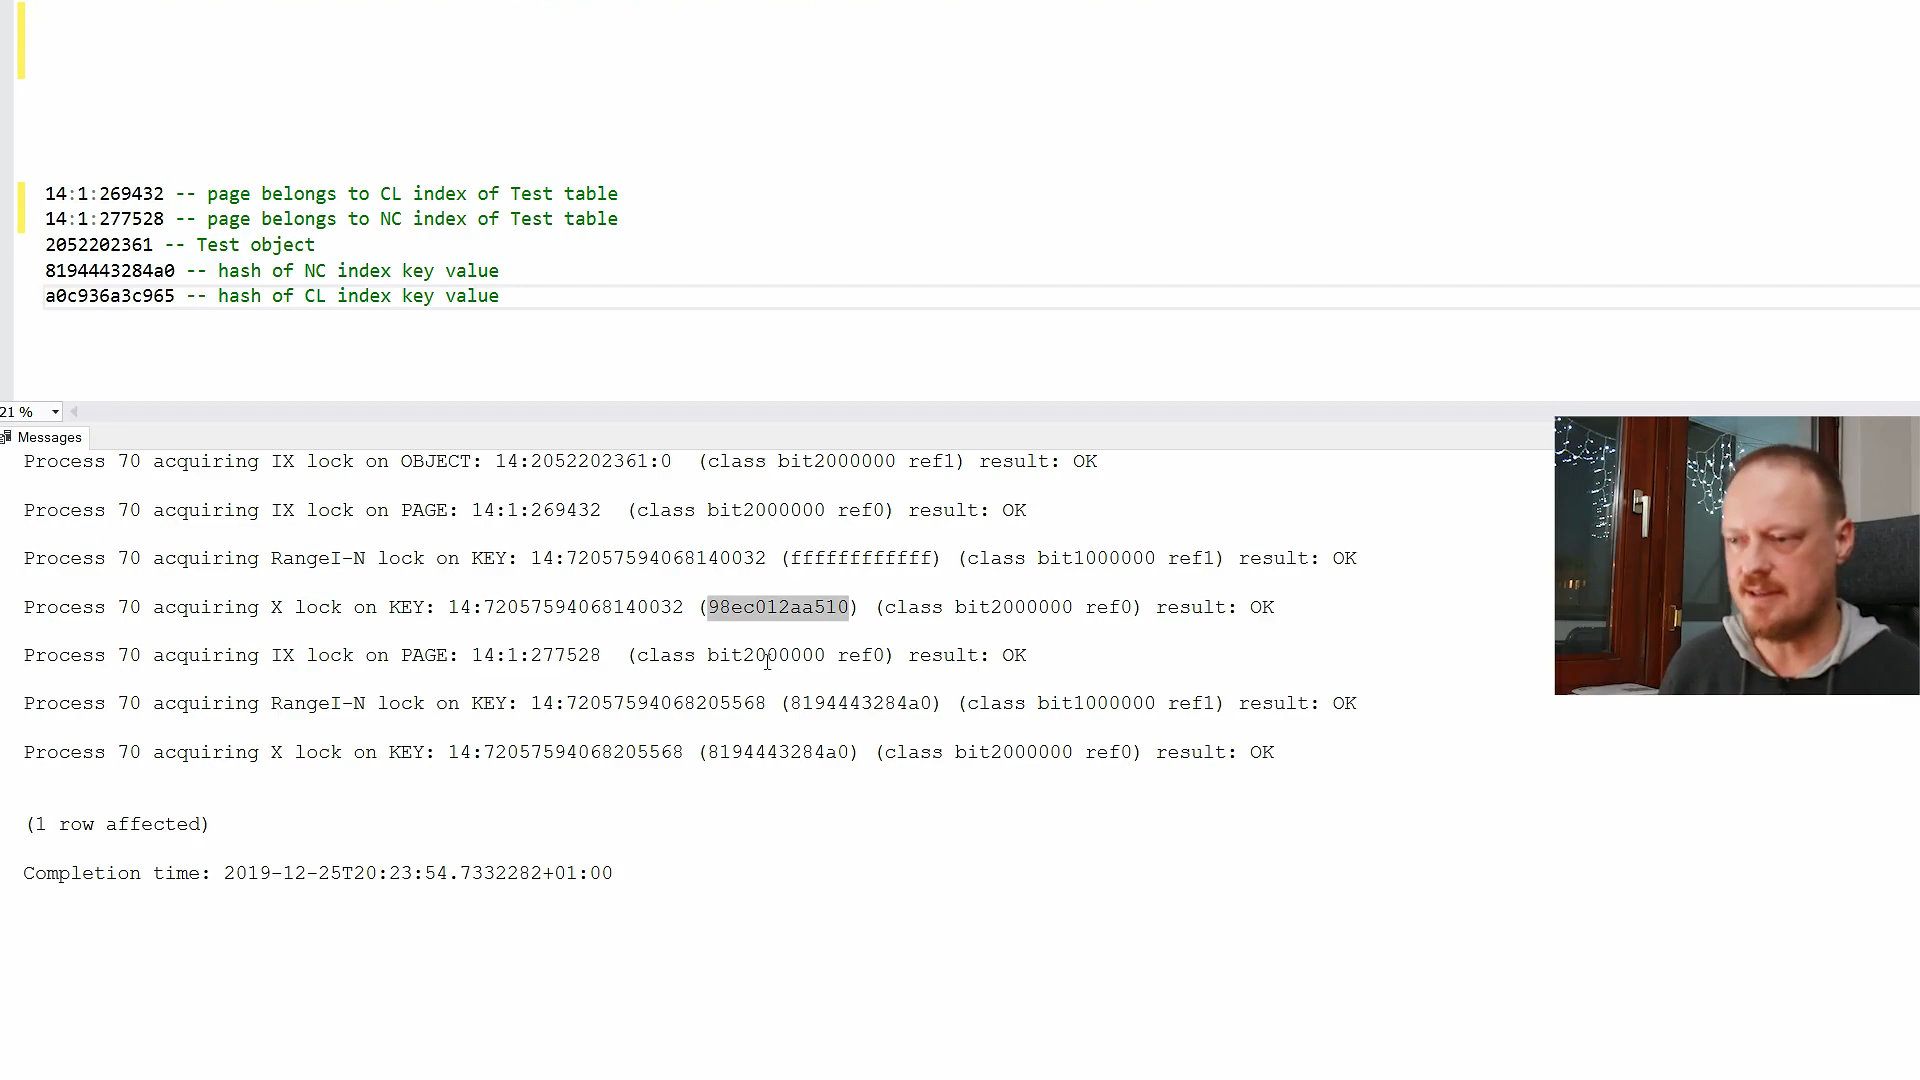 14:1:269432 -- page belongs to CL index of Test table
14:1:277528 -- page belongs to NC index of Test table
2052202361 -- Test object
8194443284a0 -- hash of NC index key value
a0c936a3c965 -- hash of CL index key value
21 %
Messages
Process 70 acquiring IX lock on OBJECT: 14:2052202361:0 (class bit2000000 ref1) result: OK
Process 70 acquiring IX lock on PAGE: 14:1:269432 (class bit2000000 ref0) result: OK
Process 70 acquiring RangeI-N lock on KEY: 14:72057594068140032 (ffffffffffff) (class bit1000000 ref1) result: OK
Process 70 acquiring X lock on KEY: 14:72057594068140032 (98ec012aa510) (class bit2000000 ref0) result: OK
Process 70 acquiring IX lock on PAGE: 14:1:277528 (class bit2000000 ref0) result: OK
Process 70 acquiring RangeI-N lock on KEY: 14:72057594068205568 (8194443284a0) (class bit1000000 ref1) result: OK
Process 70 acquiring X lock on KEY: 14:72057594068205568 (8194443284a0) (class bit2000000 ref0) result: OK
(1 row affected)
Completion time: 2019-12-25T20:23:54.7332282+01:00